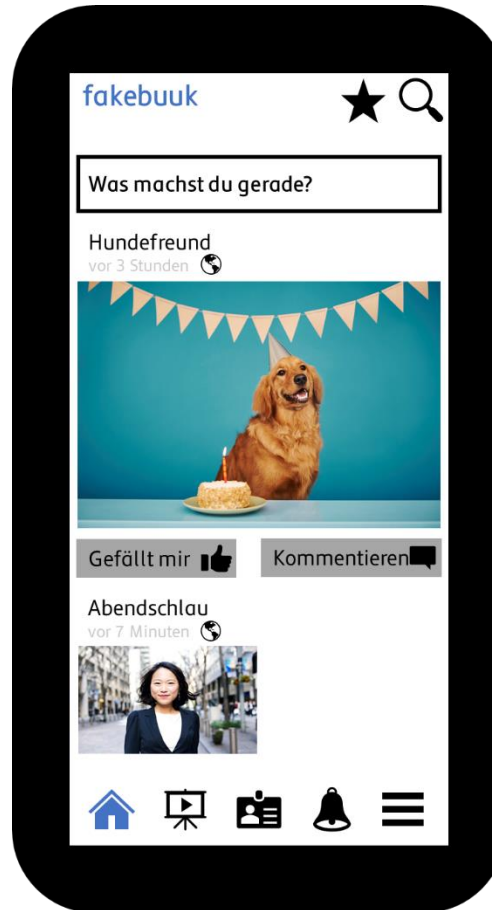 fakebuuk
Was machst du gerade?
Hundefreund
vor 3 Stunden
Gefällt mir
Kommentieren
Abendschlau
vor 7 Minuten